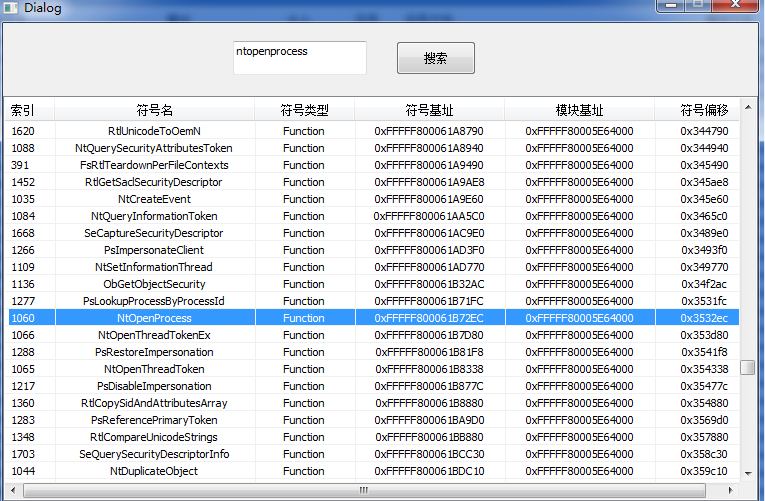 Dialog
ntopenprocess 搜索
索引 符号名 符号类型 符号基址 模块基址 符号偏移
1620 RtlUnicodeToOemN Function 0xFFFFF800061A8790 0xFFFFF80005E64000 0x344790
1088 NtQuerySecurityAttributesToken Function 0xFFFFF800061A8940 0xFFFFF80005E64000 0x344940
391 FsRtlTeardownPerFileContexts Function 0xFFFFF800061A9490 0xFFFFF80005E64000 0x345490
1452 RtlGetSaclSecurityDescriptor Function 0xFFFFF800061A9AE8 0xFFFFF80005E64000 0x345ae8
1035 NtCreateEvent Function 0xFFFFF800061A9E60 0xFFFFF80005E64000 0x345e60
1084 NtQueryInformationToken Function 0xFFFFF800061AA5C0 0xFFFFF80005E64000 0x3465c0
1668 SeCaptureSecurityDescriptor Function 0xFFFFF800061AC9E0 0xFFFFF80005E64000 0x3489e0
1266 PsImpersonateClient Function 0xFFFFF800061AD3F0 0xFFFFF80005E64000 0x3493f0
1109 NtSetInformationThread Function 0xFFFFF800061AD770 0xFFFFF80005E64000 0x349770
1136 ObGetObjectSecurity Function 0xFFFFF800061B32AC 0xFFFFF80005E64000 0x34f2ac
1277 PsLookupProcessByProcessId Function 0xFFFFF800061B71FC 0xFFFFF80005E64000 0x3531fc
1060 NtOpenProcess Function 0xFFFFF800061B72EC 0xFFFFF80005E64000 0x3532ec
1066 NtOpenThreadTokenEx Function 0xFFFFF800061B7D80 0xFFFFF80005E64000 0x353d80
1288 PsRestoreImpersonation Function 0xFFFFF800061B81F8 0xFFFFF80005E64000 0x3541f8
1065 NtOpenThreadToken Function 0xFFFFF800061B8338 0xFFFFF80005E64000 0x354338
1217 PsDisableImpersonation Function 0xFFFFF800061B877C 0xFFFFF80005E64000 0x35477c
1360 RtlCopySidAndAttributesArray Function 0xFFFFF800061B8880 0xFFFFF80005E64000 0x354880
1283 PsReferencePrimaryToken Function 0xFFFFF800061BA9D0 0xFFFFF80005E64000 0x3569d0
1348 RtlCompareUnicodeStrings Function 0xFFFFF800061BB880 0xFFFFF80005E64000 0x357880
1703 SeQuerySecurityDescriptorInfo Function 0xFFFFF800061BCC30 0xFFFFF80005E64000 0x358c30
1044 NtDuplicateObject Function 0xFFFFF800061BDC10 0xFFFFF80005E64000 0x359c10